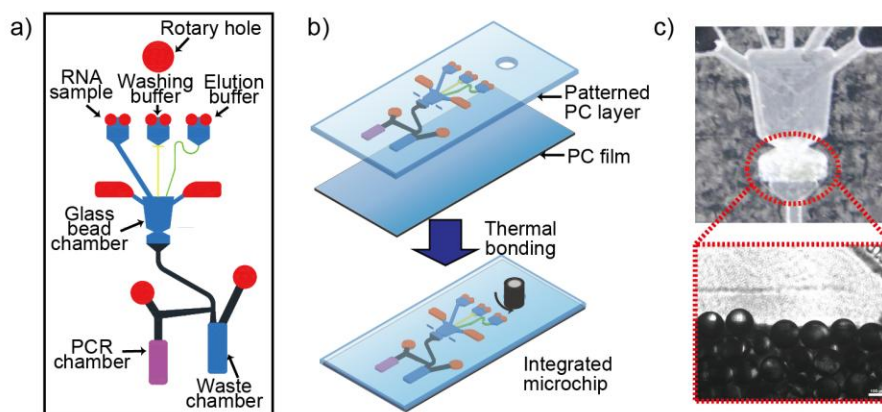 a)
Rotary hole
RNA
sample
Washing
buffer
Elution
buffer
Glass
bead
chamber
PCR
chamber
Waste
chamber
b)
Patterned
PC layer
PC film
Thermal
bonding
Integrated
microchip
c)